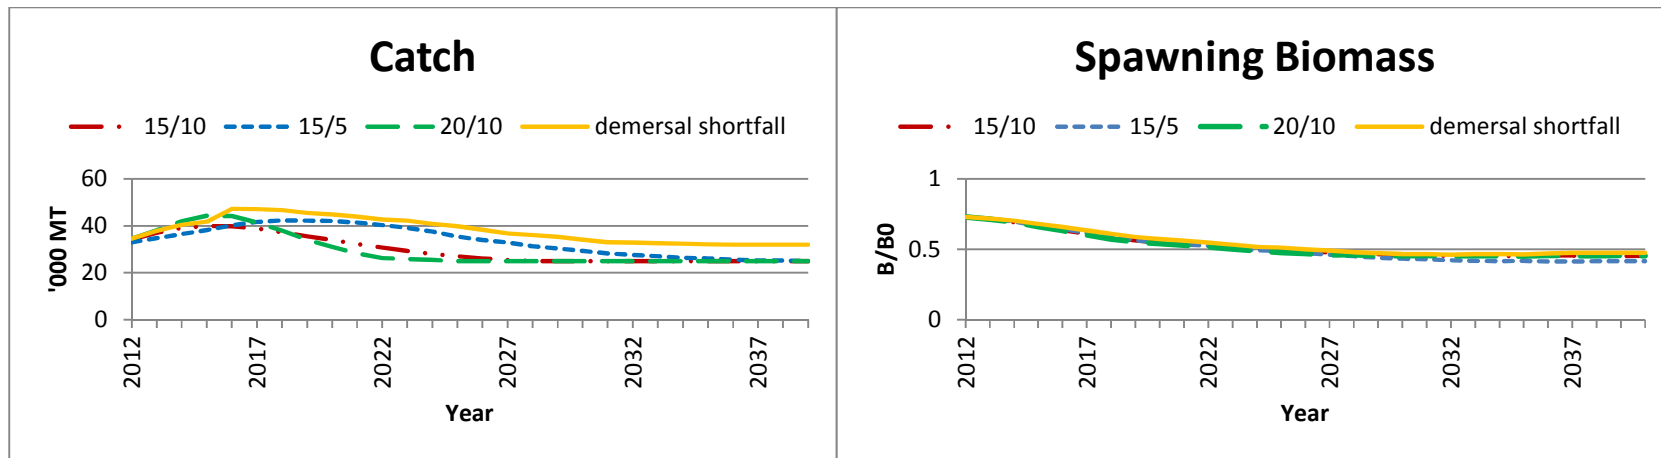 Catch
15/10 15/5 20/10 demersal shortfall
60
40
20
0
'000 MT
2012 2017 2022 2027 2032 2037
Year
Spawning Biomass
15/10 15/5 20/10 demersal shortfall
1
0.5
0
B/B0
2012 2017 2022 2027 2032 2037
Year